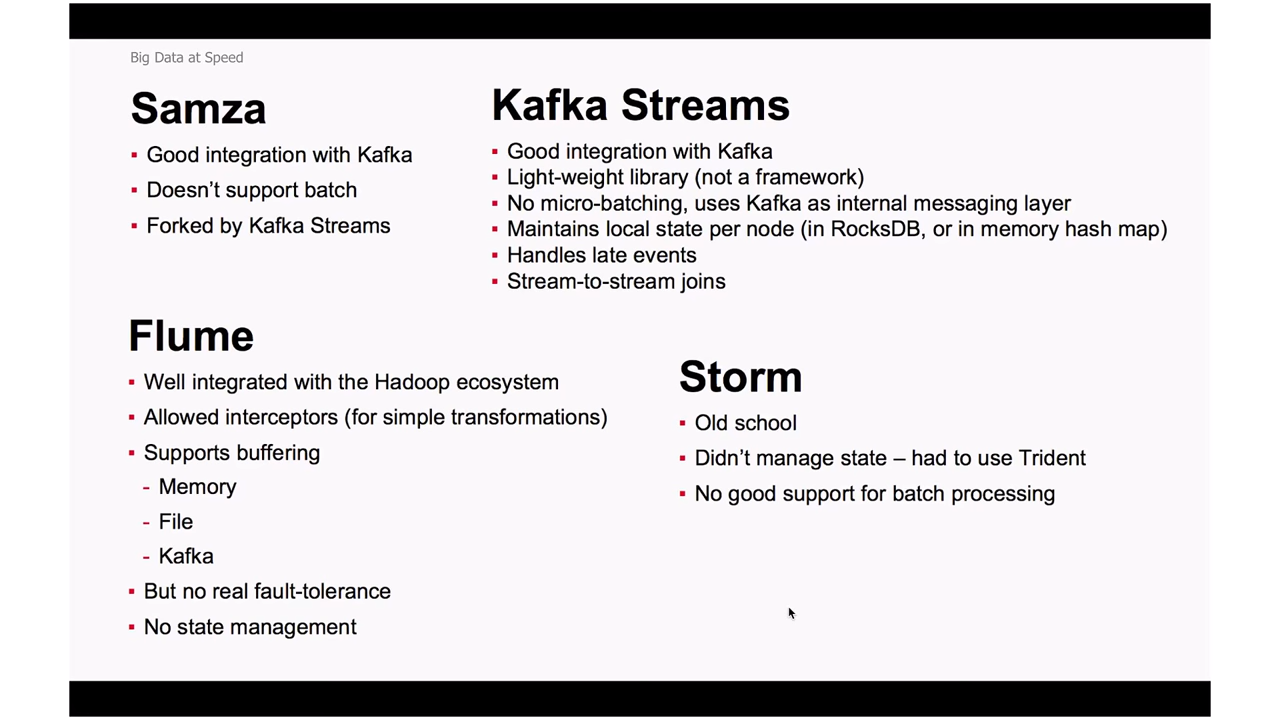 Big Data at Speed
Samza
▪ Good integration with Kafka
▪ Doesn’t support batch
▪ Forked by Kafka Streams
Kafka Streams
▪ Good integration with Kafka
▪ Light-weight library (not a framework)
▪ No micro-batching, uses Kafka as internal messaging layer
▪ Maintains local state per node (in RocksDB, or in memory hash map)
▪ Handles late events
▪ Stream-to-stream joins
Flume
▪ Well integrated with the Hadoop ecosystem
▪ Allowed interceptors (for simple transformations)
▪ Supports buffering
- Memory
- File
- Kafka
▪ But no real fault-tolerance
▪ No state management
Storm
▪ Old school
▪ Didn’t manage state – had to use Trident
▪ No good support for batch processing